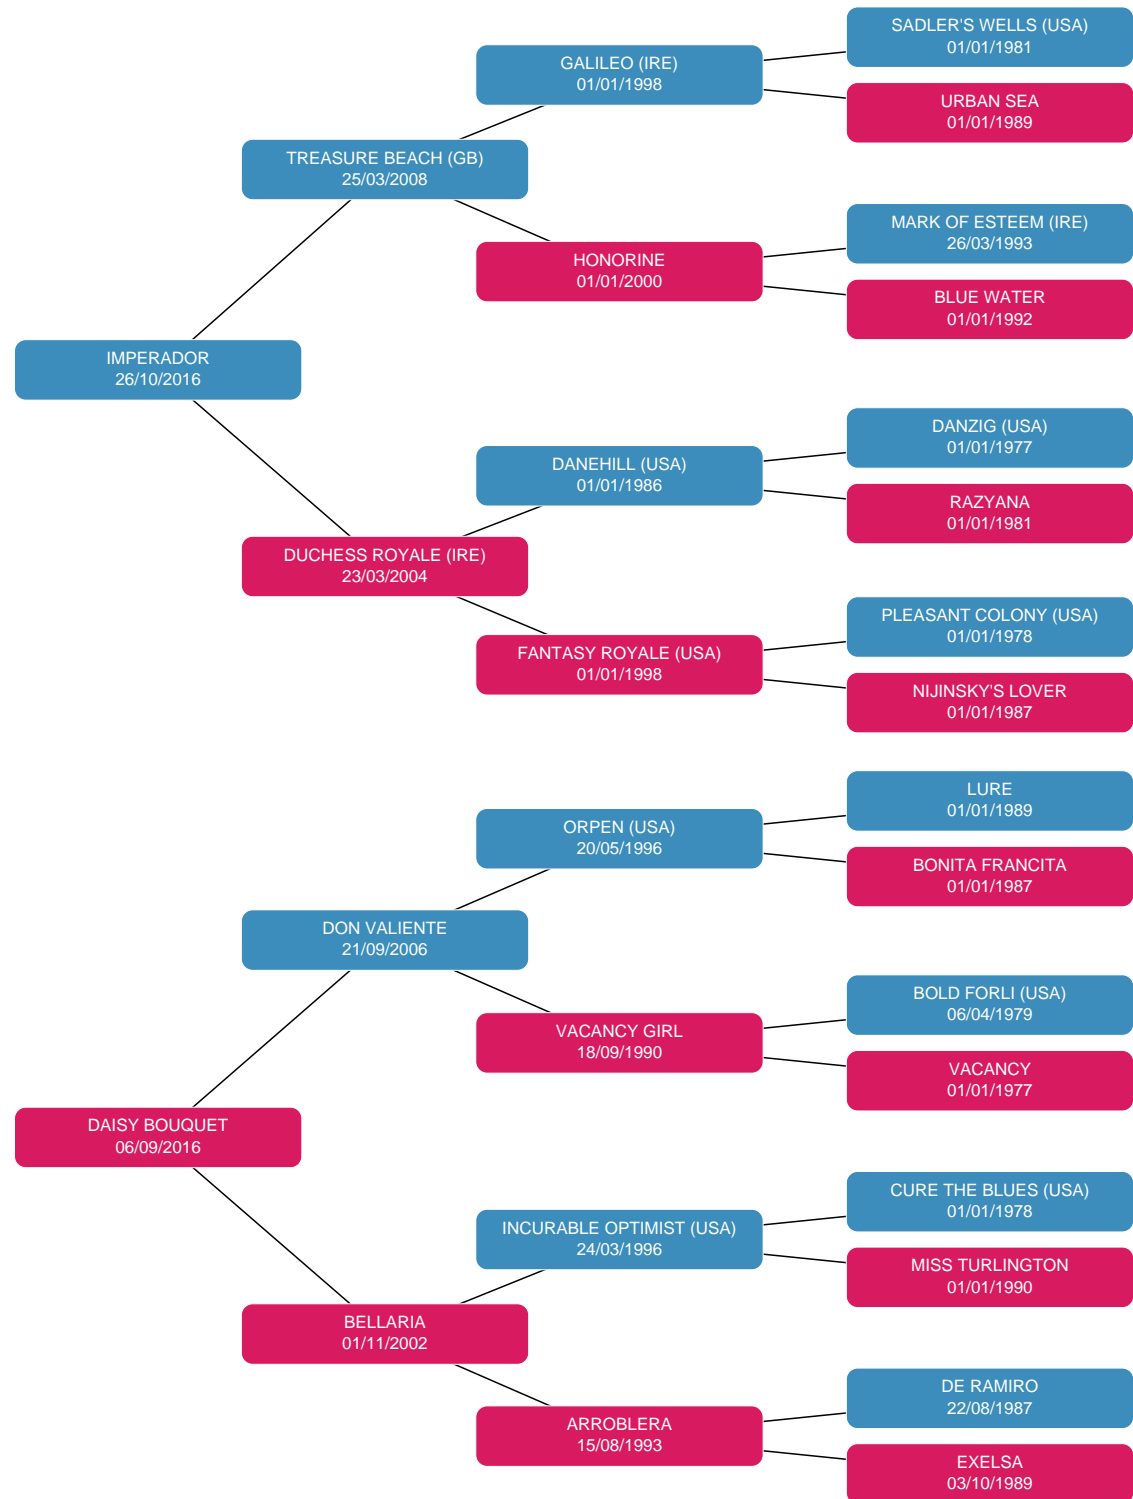 SADLER'S WELLS (USA)
01/01/1981
GALILEO (IRE)
01/01/1998
URBAN SEA
01/01/1989
TREASURE BEACH (GB)
25/03/2008
MARK OF ESTEEM (IRE)
26/03/1993
HONORINE
01/01/2000
BLUE WATER
01/01/1992
IMPERADOR
26/10/2016
DANZIG (USA)
01/01/1977
DANEHILL (USA)
01/01/1986
RAZYANA
01/01/1981
DUCHESS ROYALE (IRE)
23/03/2004
PLEASANT COLONY (USA)
01/01/1978
FANTASY ROYALE (USA)
01/01/1998
NIJINSKY'S LOVER
01/01/1987
LURE
01/01/1989
ORPEN (USA)
20/05/1996
BONITA FRANCITA
01/01/1987
DON VALIENTE
21/09/2006
BOLD FORLI (USA)
06/04/1979
VACANCY GIRL
18/09/1990
VACANCY
01/01/1977
DAISY BOUQUET
06/09/2016
CURE THE BLUES (USA)
01/01/1978
INCURABLE OPTIMIST (USA)
24/03/1996
MISS TURLINGTON
01/01/1990
BELLARIA
01/11/2002
DE RAMIRO
22/08/1987
ARROBLERA
15/08/1993
EXELSA
03/10/1989